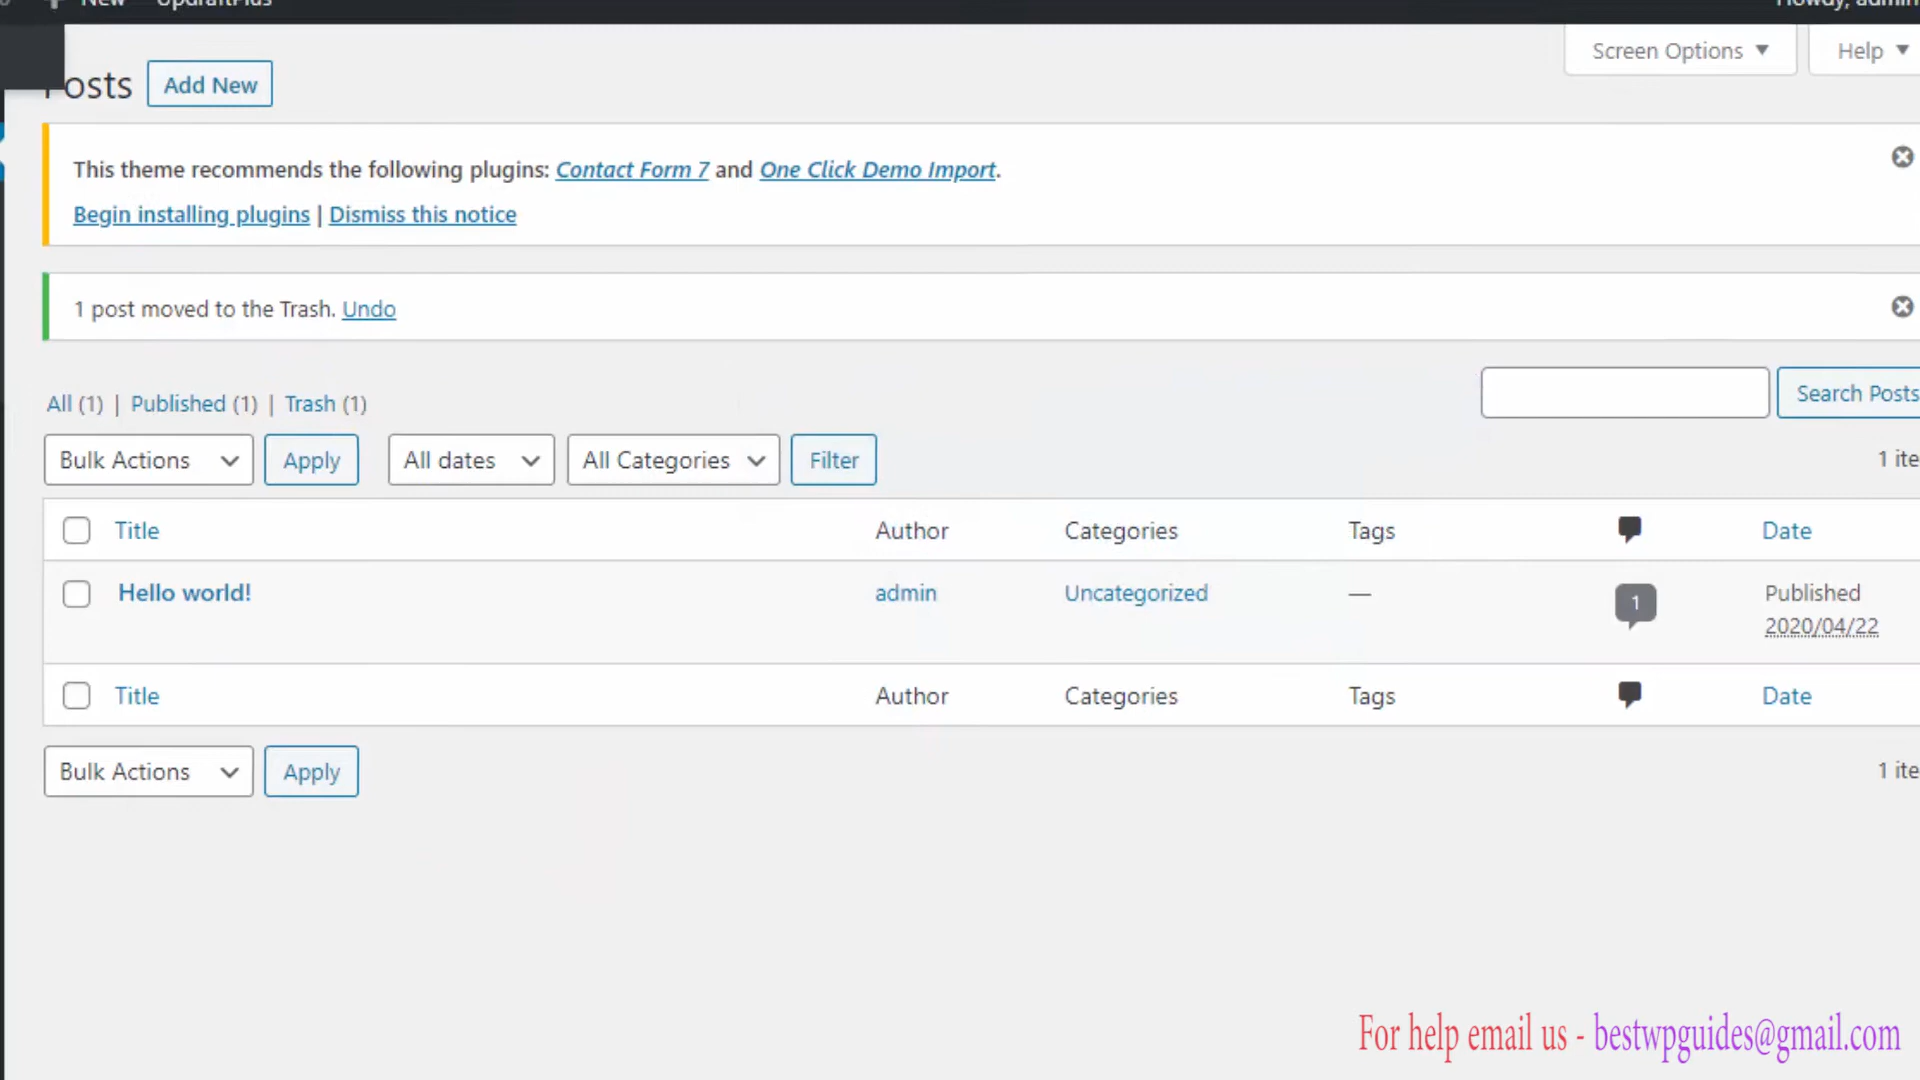 New UpdraftPlus
Howdy, admin
Screen Options Help
Posts Add New
This theme recommends the following plugins: Contact Form 7 and One Click Demo Import.
Begin installing plugins | Dismiss this notice
1 post moved to the Trash. Undo
All (1) | Published (1) | Trash (1)
Search Posts
Bulk Actions Apply All dates All Categories Filter
1 ite
Title Author Categories Tags Date
Hello world! admin Uncategorized — 1 Published
2020/04/22
Title Author Categories Tags Date
Bulk Actions Apply
1 ite
For help email us - bestwpguides@gmail.com